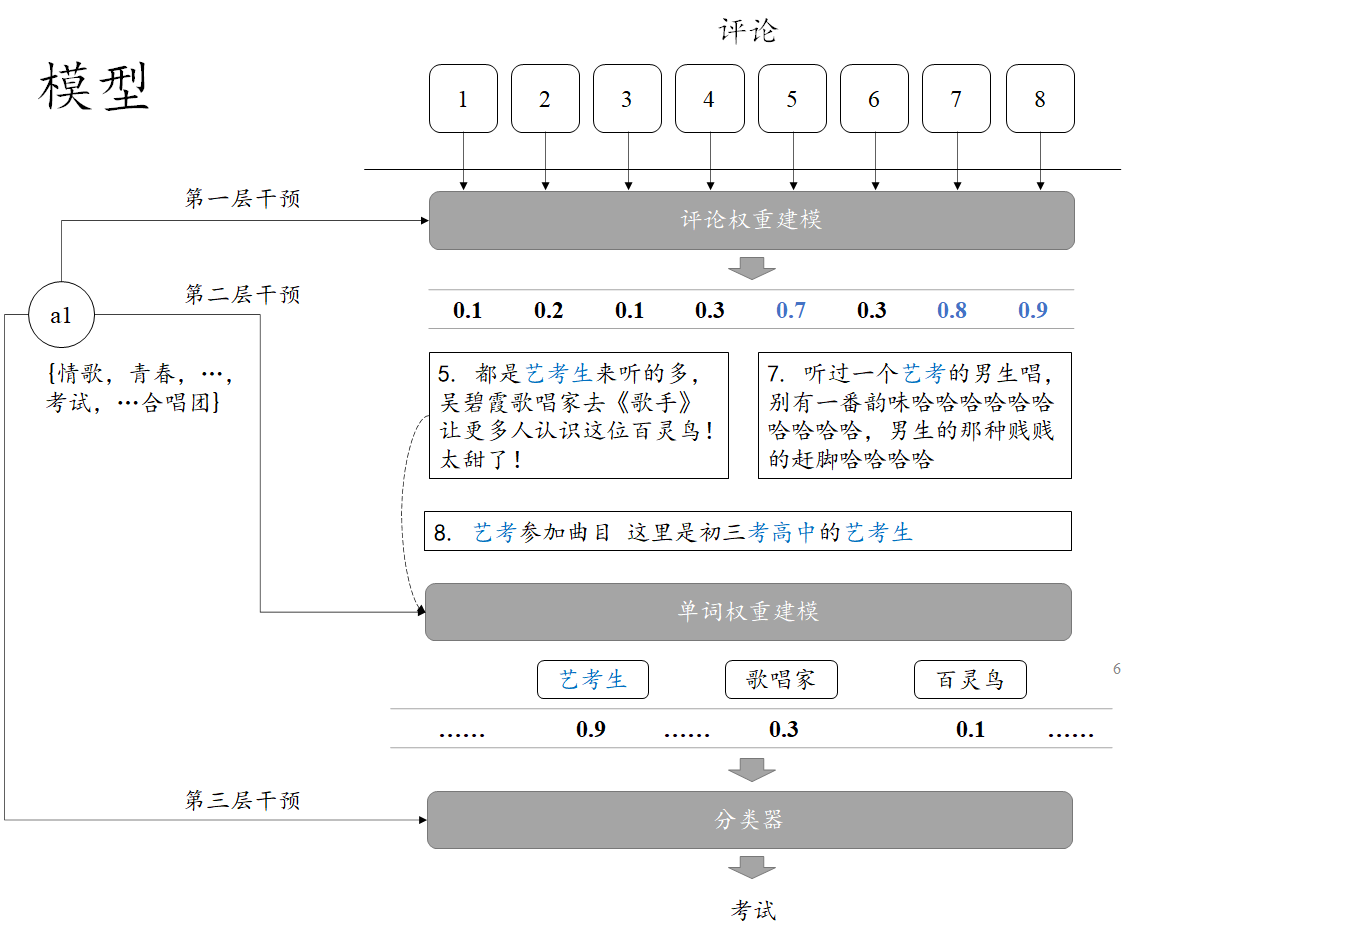 评论
模型
1 2 3 4 5 6 7 8
第一层干预
评论权重建模
第二层干预
a1
0.1 0.2 0.1 0.3 0.7 0.3 0.8 0.9
{情歌，青春，…，
考试，…合唱团}
5. 都是艺考生来听的多，
吴碧霞歌唱家去《歌手》
让更多人认识这位百灵鸟！
太甜了！
7. 听过一个艺考的男生唱，
别有一番韵味哈哈哈哈哈哈
哈哈哈哈，男生的那种贱贱
的赶脚哈哈哈哈
8. 艺考参加曲目 这里是初三考高中的艺考生
单词权重建模
艺考生 歌唱家 百灵鸟
6
…… 0.9 …… 0.3 0.1 ……
第三层干预
分类器
考试